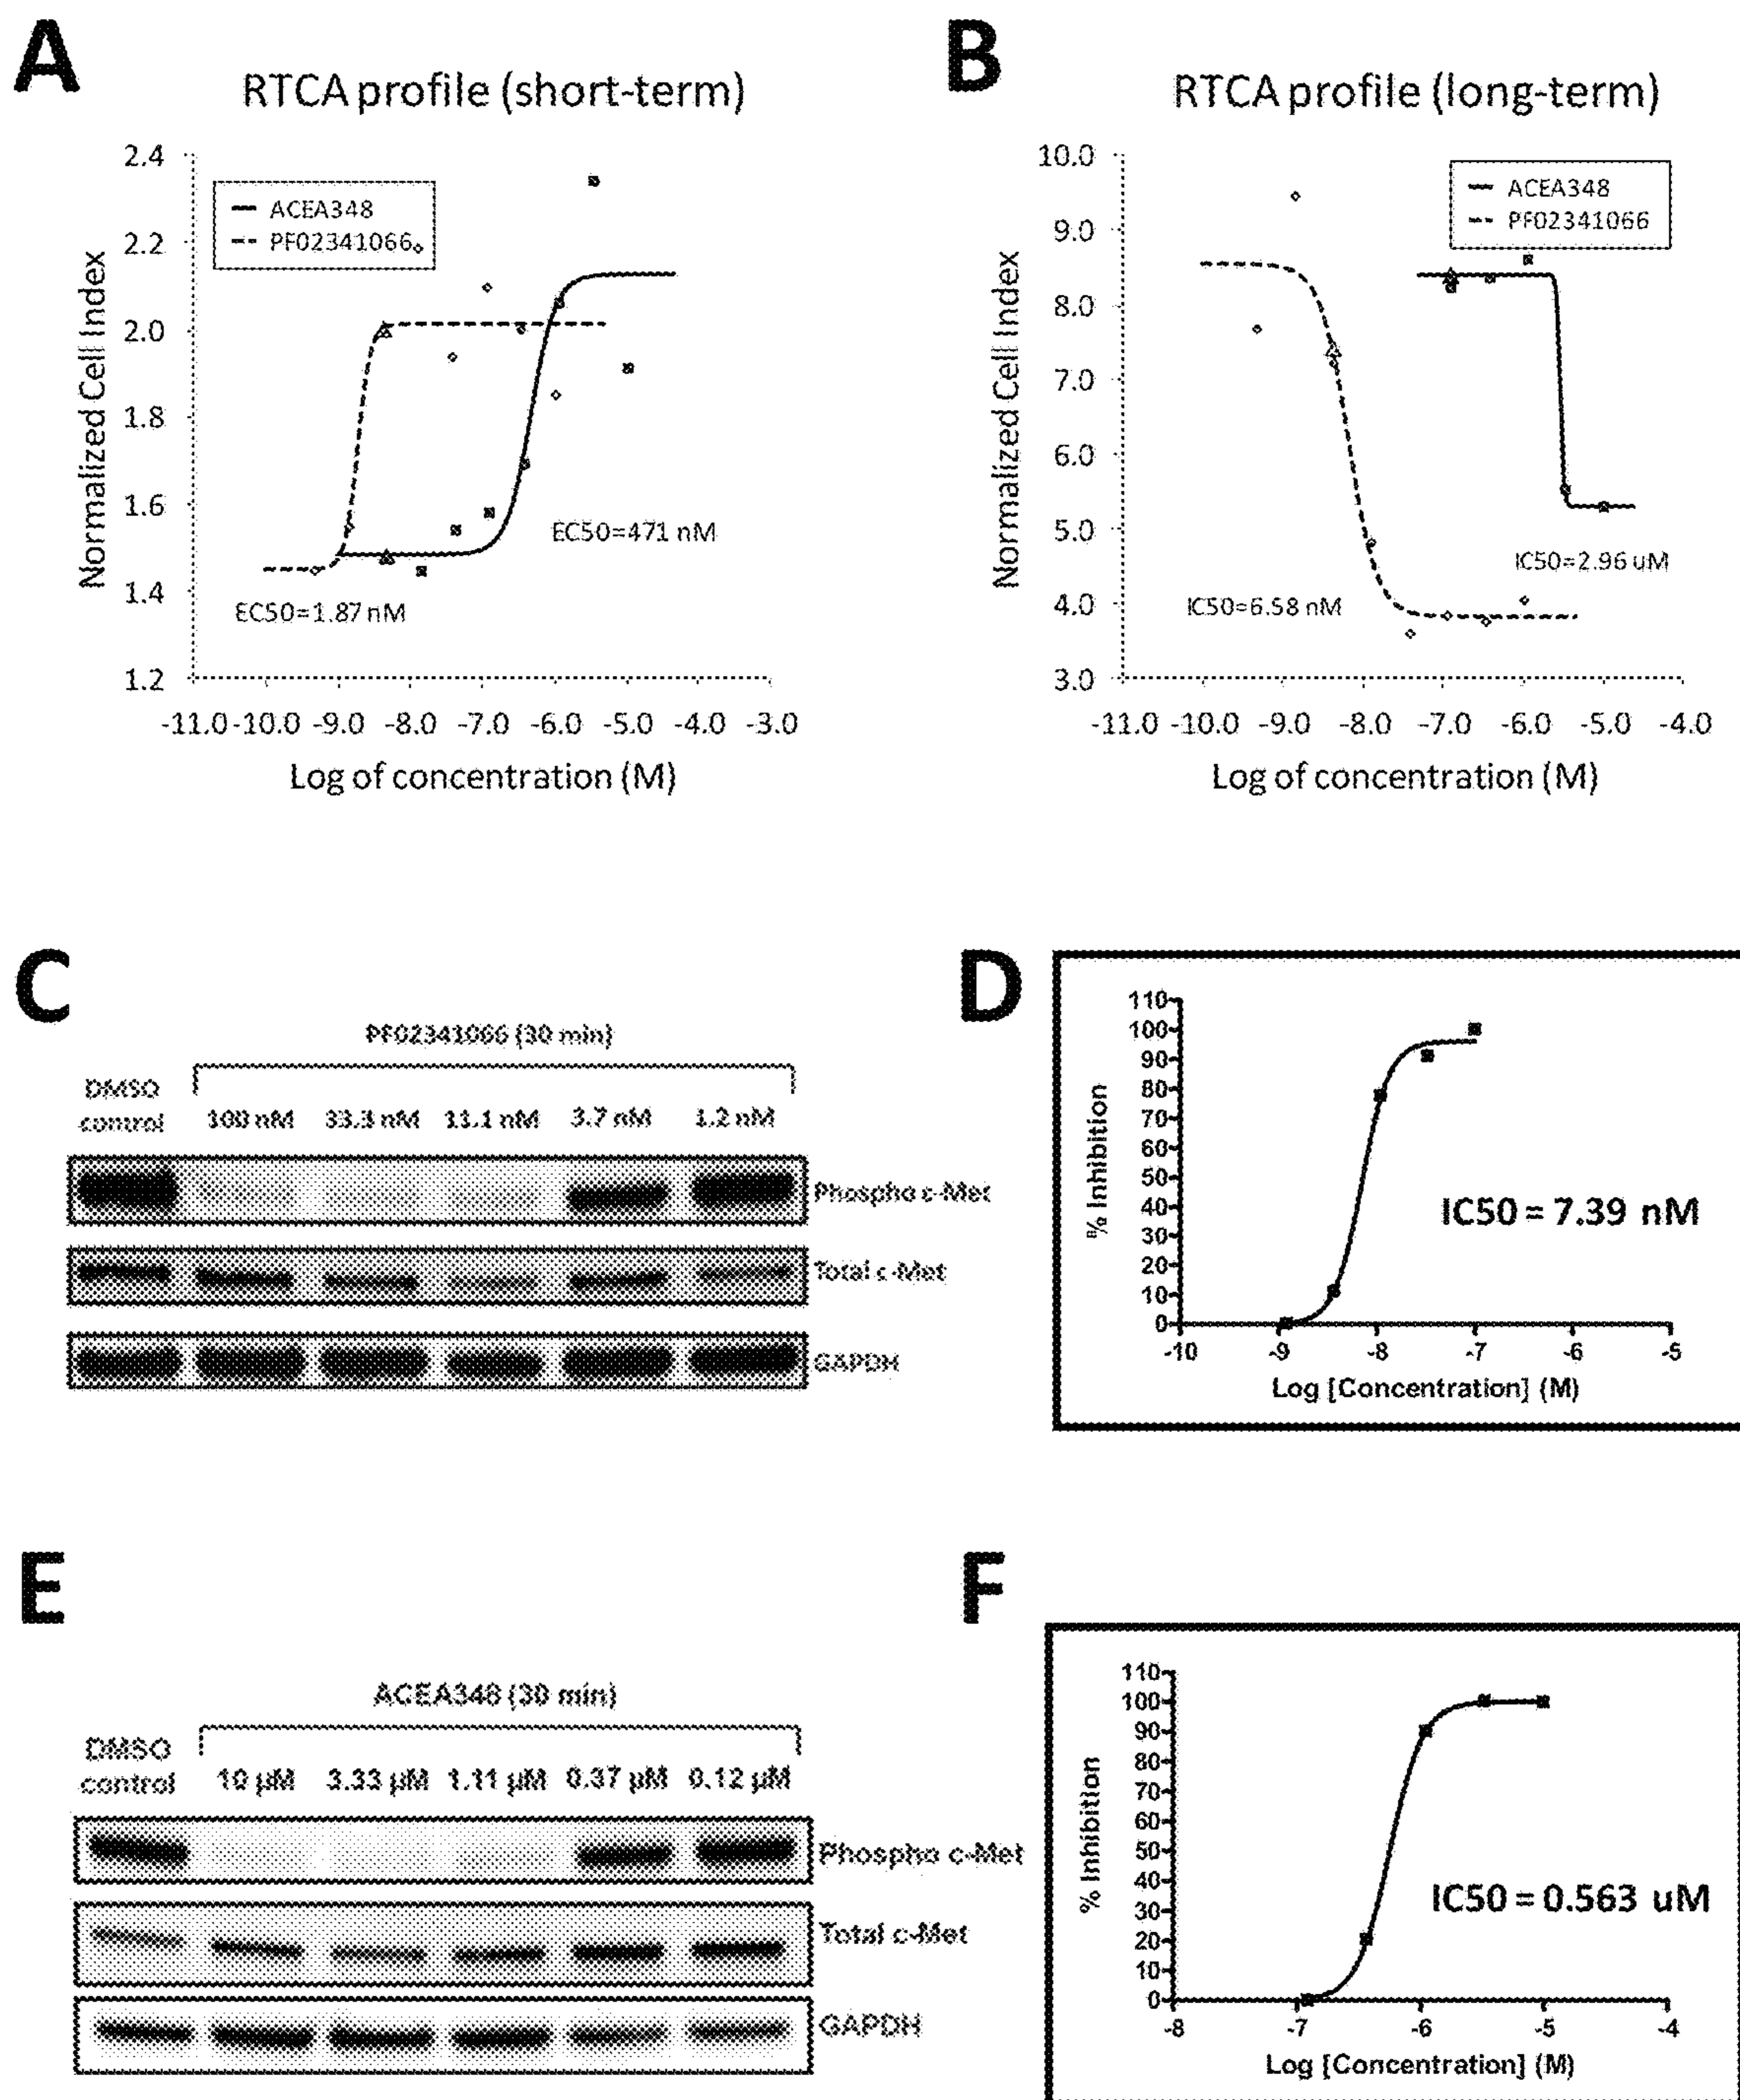 A
RTCA profile (short-term)
Normalized Cell Index
2.4
2.2
2.0
1.8
1.6
1.4
1.2
ACEA348
PF02341066
EC50=471 nM
EC50=1.87 nM
-11.0 -10.0 -9.0 -8.0 -7.0 -6.0 -5.0 -4.0 -3.0
Log of concentration (M)
B
RTCA profile (long-term)
Normalized Cell Index
10.0
9.0
8.0
7.0
6.0
5.0
4.0
3.0
ACEA348
PF02341066
IC50=2.96 uM
IC50=6.58 nM
-11.0 -10.0 -9.0 -8.0 -7.0 -6.0 -5.0 -4.0
Log of concentration (M)
C
PF02341066 (30 min)
DMSO
control
100 nM 33.3 nM 11.1 nM 3.7 nM 1.2 nM
Phospho c-Met
Total c-Met
GAPDH
D
% Inhibition
110
100
90
80
70
60
50
40
30
20
10
0
IC50 = 7.39 nM
-10 -9 -8 -7 -6 -5
Log [Concentration] (M)
E
ACEA348 (30 min)
DMSO
control
10 µM 3.33 µM 1.11 µM 0.37 µM 0.12 µM
Phospho c-Met
Total c-Met
GAPDH
F
% Inhibition
110
100
90
80
70
60
50
40
30
20
10
0
IC50 = 0.563 uM
-8 -7 -6 -5 -4
Log [Concentration] (M)